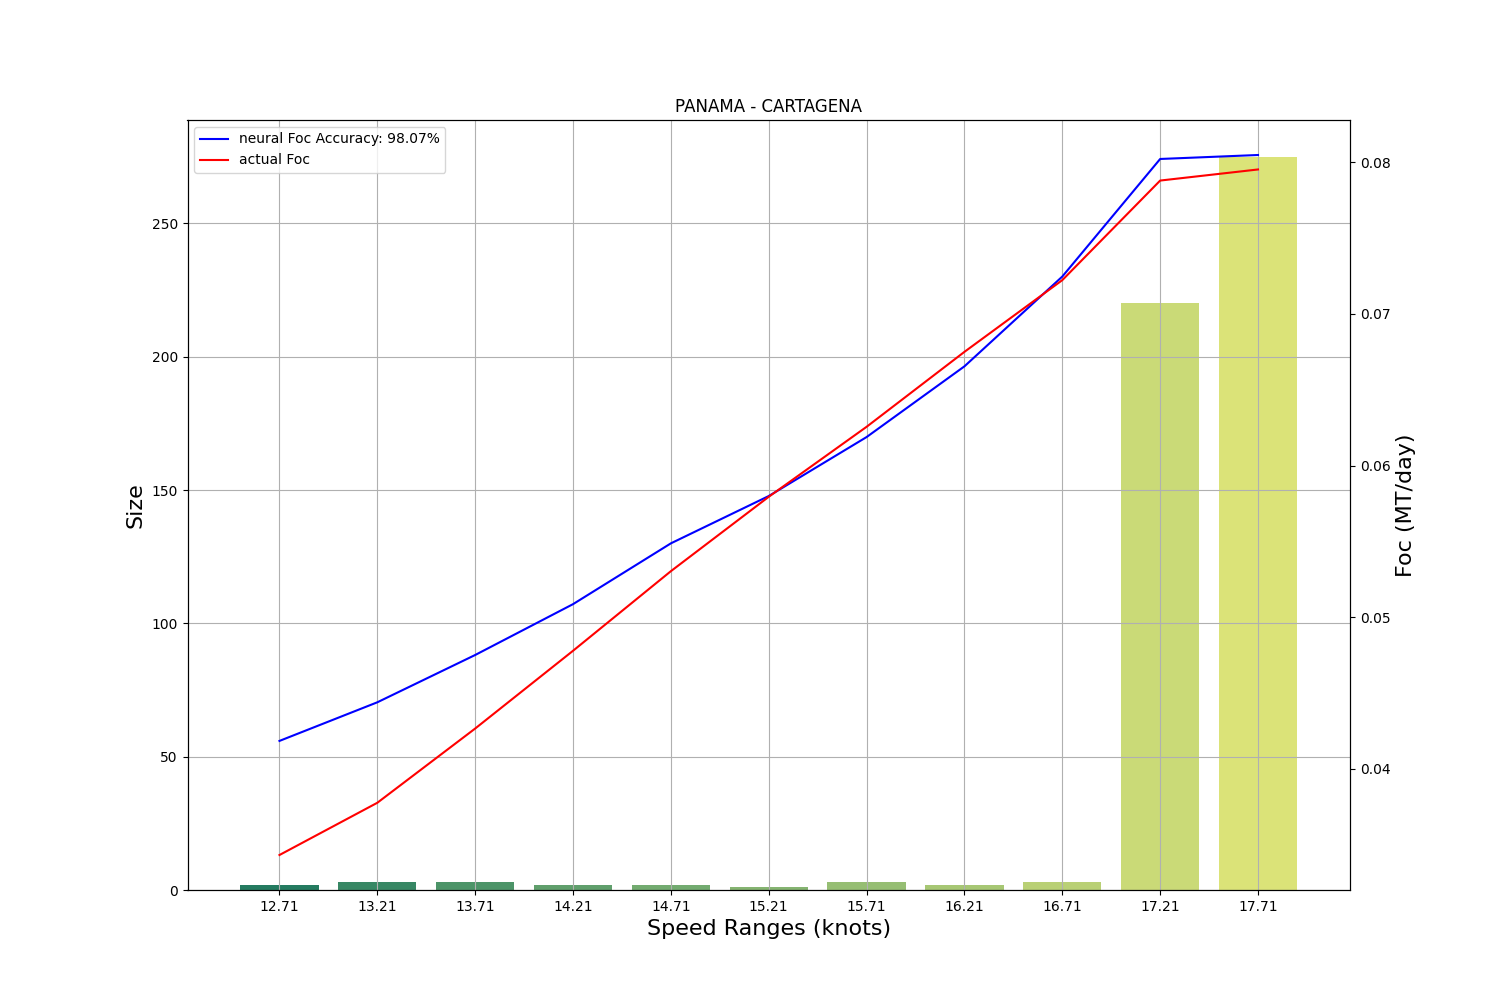 PANAMA - CARTAGENA
neural Foc Accuracy: 98.07%
actual Foc
250
200
150
100
50
0
Size
0.08
0.07
0.06
0.05
0.04
Foc (MT/day)
12.71 13.21 13.71 14.21 14.71 15.21 15.71 16.21 16.71 17.21 17.71
Speed Ranges (knots)